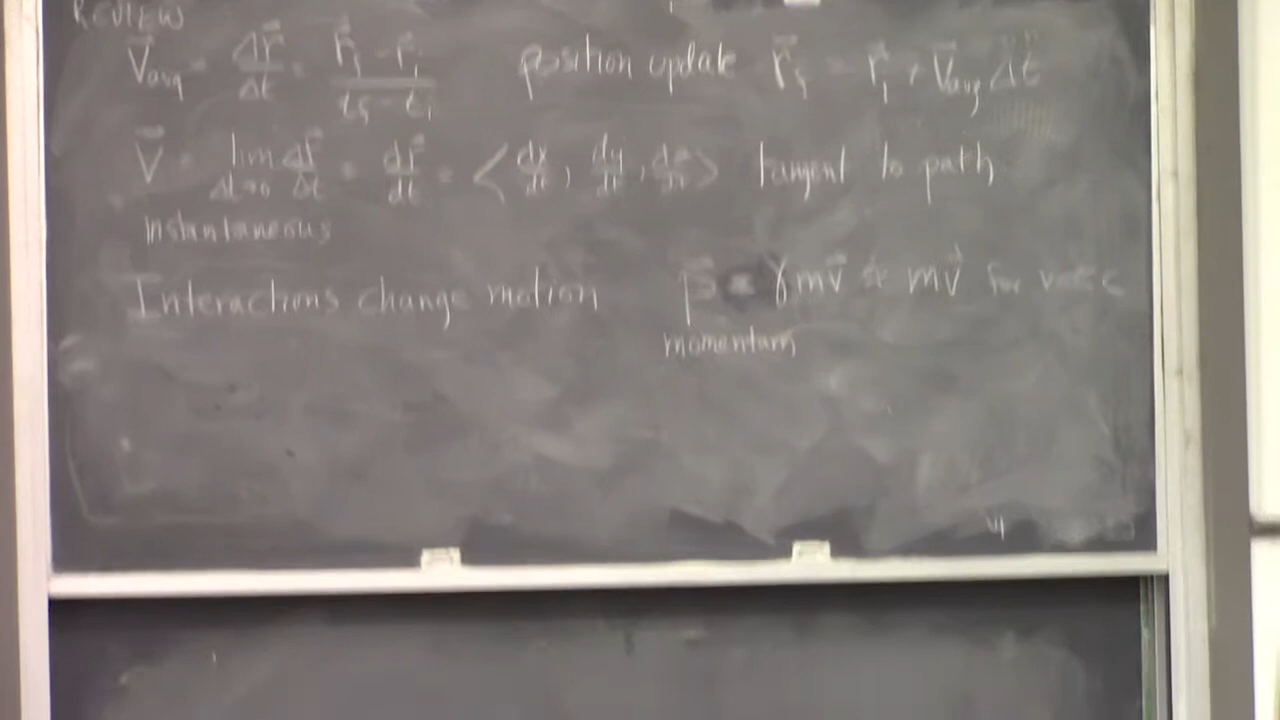 REVIEW
V⃗avg = Δr⃗/Δt = (r⃗f - r⃗i)/(tf - ti) position update r⃗f = r⃗i + V⃗avg Δt
V⃗ = lim Δt→0 Δr⃗/Δt = dr⃗/dt = <dx/dt, dy/dt, dz/dt> tangent to path
instantaneous
Interactions change motion p⃗ = γmv⃗ ≈ mv⃗ for v<<c
momentum